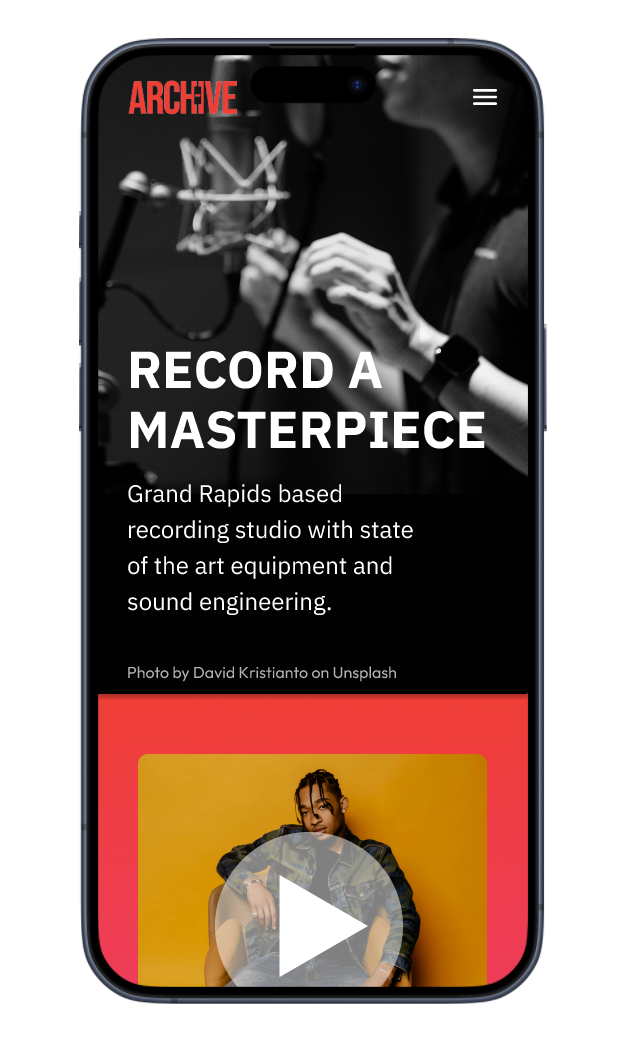 ARCHIVE
RECORD A
MASTERPIECE
Grand Rapids based
recording studio with state
of the art equipment and
sound engineering.
Photo by David Kristianto on Unsplash